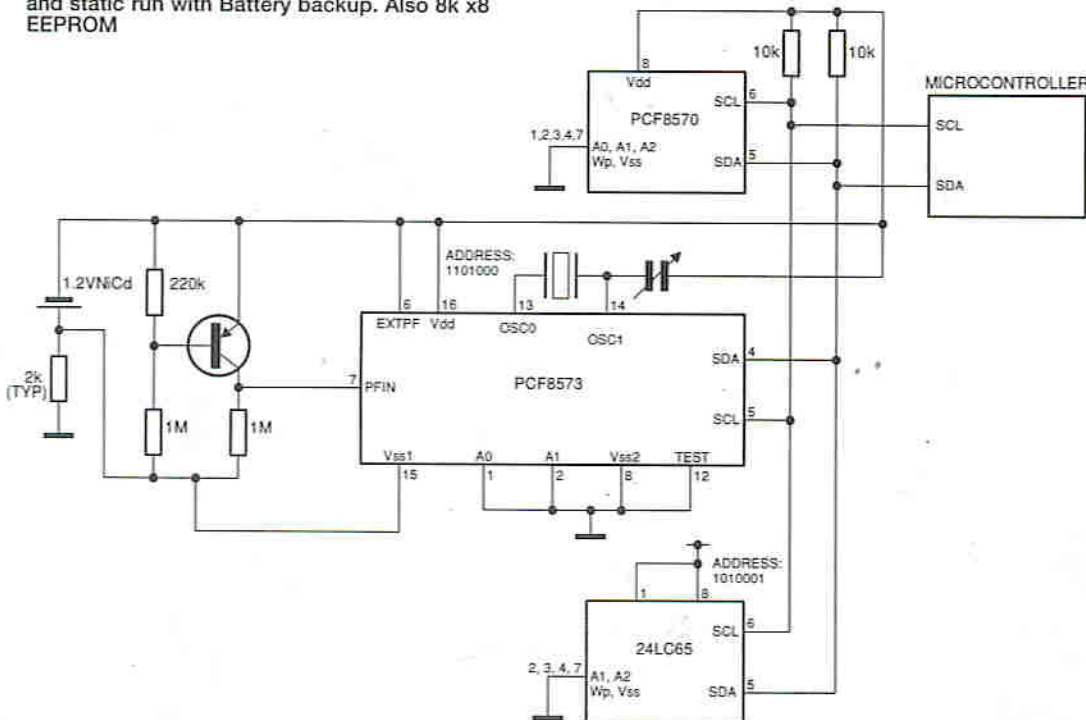 and static run with Battery backup. Also 8k x8
EEPROM
10k
10k
8
Vdd
SCL
6
PCF8570
1,2,3,4,7
A0, A1, A2
Wp, Vss
SDA
5
MICROCONTROLLER
SCL
SDA
ADDRESS:
1101000
1.2VNiCd
220k
6
16
13
14
EXTPF
Vdd
OSC0
OSC1
2k
(TYP)
7
PFIN
PCF8573
SDA
4
SCL
5
1M
1M
Vss1
A0
A1
Vss2
TEST
15
1
2
8
12
ADDRESS:
1010001
1
8
SCL
6
24LC65
2, 3, 4, 7
A1, A2
Wp, Vss
SDA
5